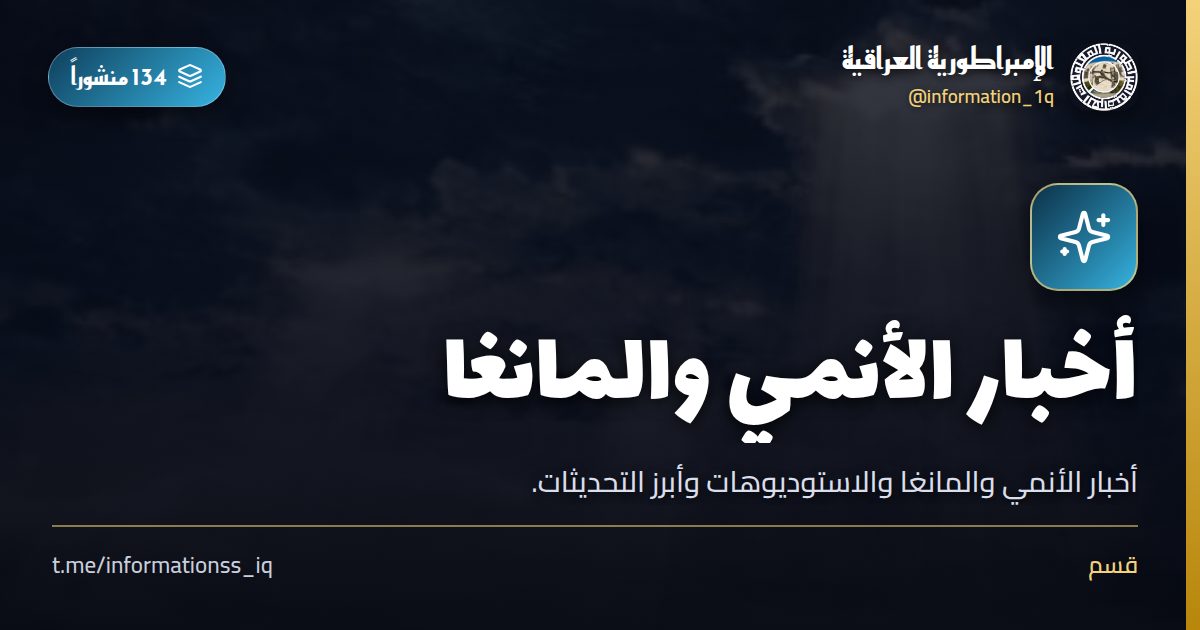 الإمبراطورية العراقية
@information_1q
134 منشوراً
أخبار الأنمي والمانغا
أخبار الأنمي والمانغا والاستوديوهات وأبرز التحديثات.
قسم
t.me/informationss_iq